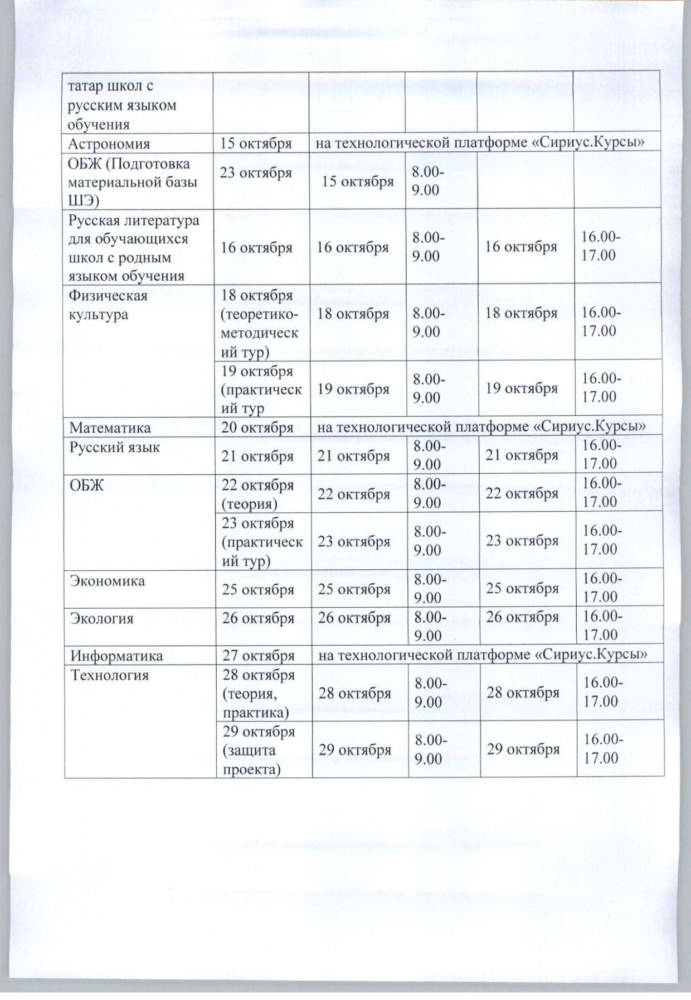 татар школ с
русским языком
обучения
Астрономия 15 октября на технологической платформе «Сириус.Курсы»
ОБЖ (Подготовка
материальной базы
ШЭ)
23 октября
15 октября
8.00-
9.00
Русская литература
для обучающихся
школ с родным
языком обучения
16 октября
16 октября
8.00-
9.00
16 октября
16.00-
17.00
Физическая
культура
18 октября
(теоретико-
методическ
ий тур)
18 октября
8.00-
9.00
18 октября
16.00-
17.00
19 октября
(практическ
ий тур
19 октября
8.00-
9.00
19 октября
16.00-
17.00
Математика 20 октября на технологической платформе «Сириус.Курсы»
Русский язык
21 октября
21 октября
8.00-
9.00
21 октября
16.00-
17.00
ОБЖ
22 октября
(теория)
22 октября
8.00-
9.00
22 октября
16.00-
17.00
23 октября
(практическ
ий тур)
23 октября
8.00-
9.00
23 октября
16.00-
17.00
Экономика
25 октября
25 октября
8.00-
9.00
25 октября
16.00-
17.00
Экология
26 октября
26 октября
8.00-
9.00
26 октября
16.00-
17.00
Информатика 27 октября на технологической платформе «Сириус.Курсы»
Технология
28 октября
(теория,
практика)
28 октября
8.00-
9.00
28 октября
16.00-
17.00
29 октября
(защита
проекта)
29 октября
8.00-
9.00
29 октября
16.00-
17.00